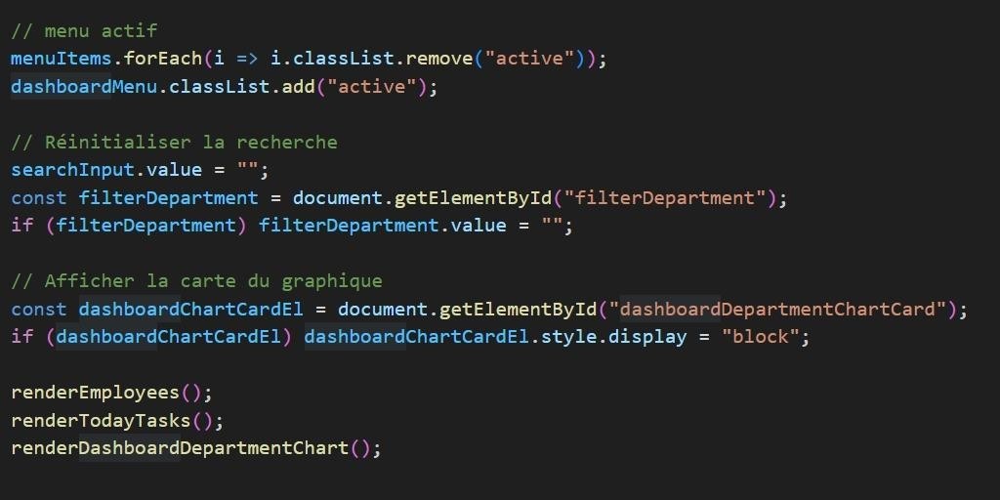 // menu actif
menuItems.forEach(i => i.classList.remove("active"));
dashboardMenu.classList.add("active");
// Réinitialiser la recherche
searchInput.value = "";
const filterDepartment = document.getElementById("filterDepartment");
if (filterDepartment) filterDepartment.value = "";
// Afficher la carte du graphique
const dashboardChartCardEl = document.getElementById("dashboardDepartmentChartCard");
if (dashboardChartCardEl) dashboardChartCardEl.style.display = "block";
renderEmployees();
renderTodayTasks();
renderDashboardDepartmentChart();